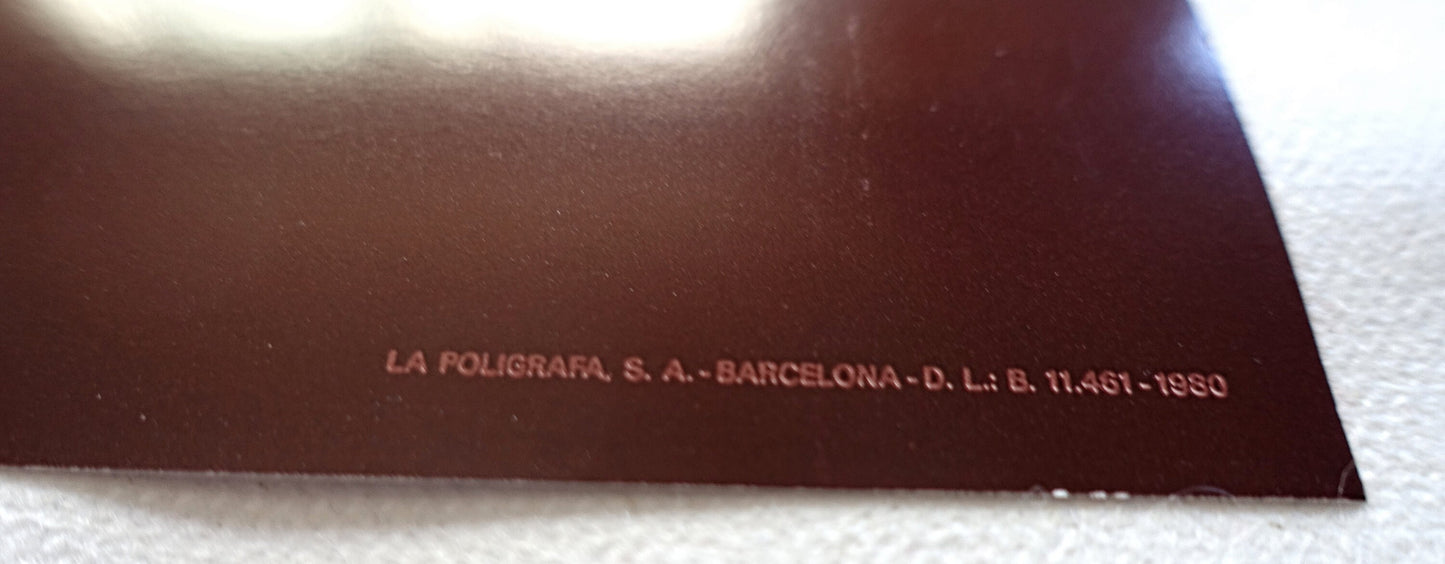 LA POLIGRAFA, S. A. - BARCELONA - D. L.: B. 11.461 - 1980